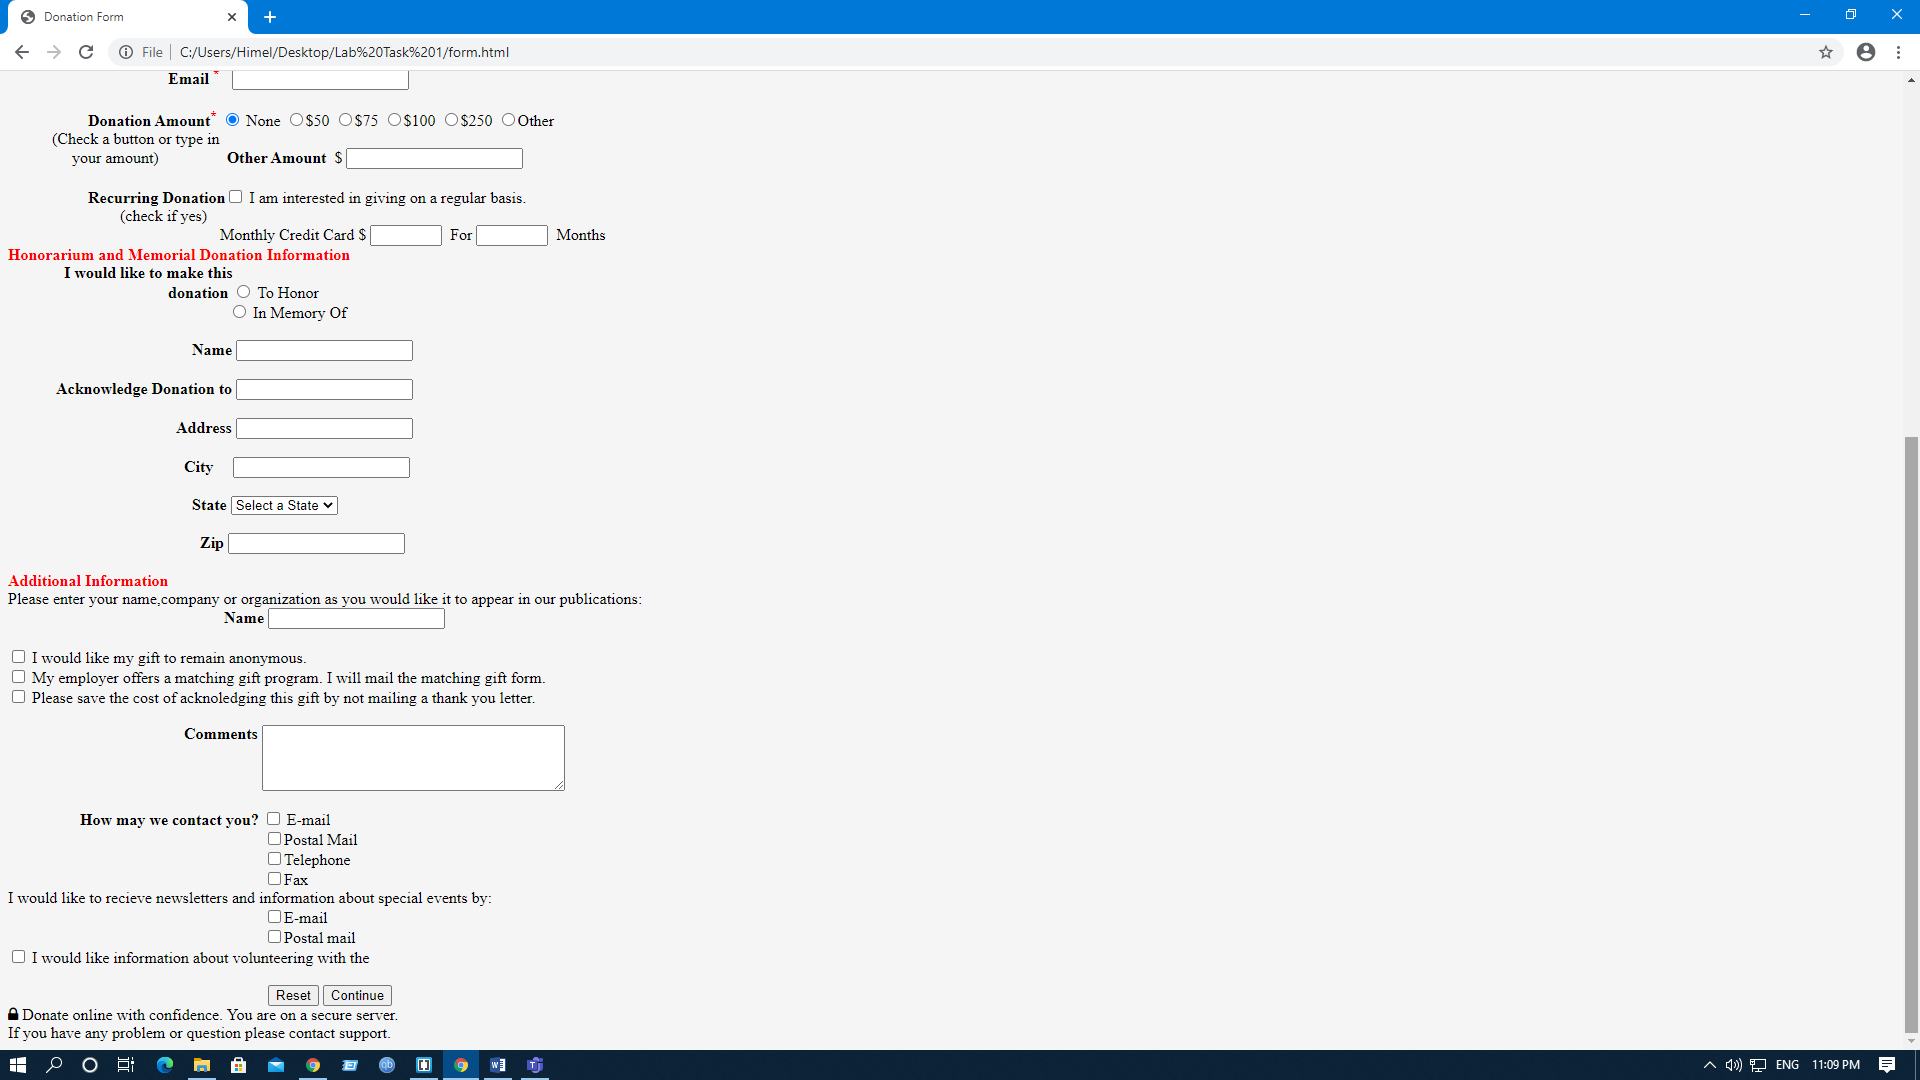 Donation Form
File C:/Users/Himel/Desktop/Lab%20Task%201/form.html
Email *
Donation Amount* None $50 $75 $100 $250 Other
(Check a button or type in
your amount) Other Amount $
Recurring Donation I am interested in giving on a regular basis.
(check if yes)
Monthly Credit Card $ For Months
Honorarium and Memorial Donation Information
I would like to make this
donation To Honor
In Memory Of
Name
Acknowledge Donation to
Address
City
State Select a State
Zip
Additional Information
Please enter your name,company or organization as you would like it to appear in our publications:
Name
I would like my gift to remain anonymous.
My employer offers a matching gift program. I will mail the matching gift form.
Please save the cost of acknoledging this gift by not mailing a thank you letter.
Comments
How may we contact you? E-mail
Postal Mail
Telephone
Fax
I would like to recieve newsletters and information about special events by:
E-mail
Postal mail
I would like information about volunteering with the
Reset Continue
Donate online with confidence. You are on a secure server.
If you have any problem or question please contact support.
ENG 11:09 PM